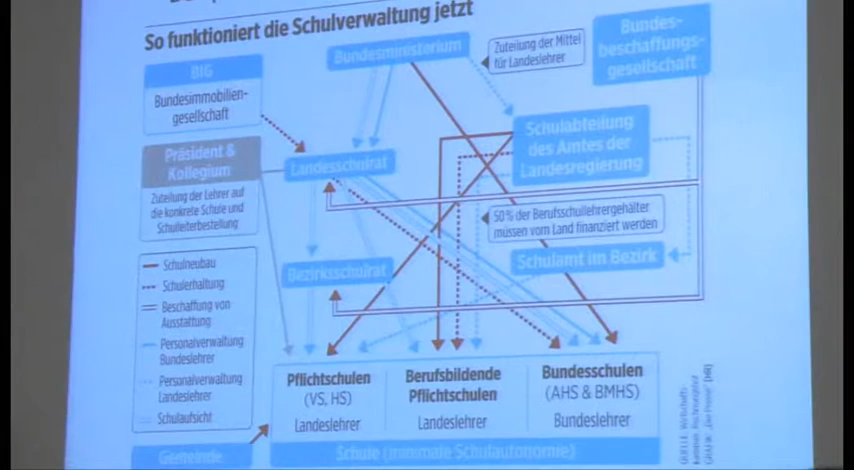 So funktioniert die Schulverwaltung jetzt
BIG
Bundesimmobilien-
gesellschaft
Bundesministerium
Zuteilung der Mittel
für Landeslehrer
Bundes-
beschaffungs-
gesellschaft
Präsident &
Kollegium
Zuteilung der Lehrer auf
die konkrete Schule und
Schulleiterbestellung
Landesschulrat
Schulabteilung
des Amtes der
Landesregierung
50% der Berufsschullehrergehälter
müssen vom Land finanziert werden
Bezirksschulrat
Schulamt im Bezirk
Schulneubau
Schulerhaltung
Beschaffung von
Ausstattung
Personalverwaltung
Bundeslehrer
Personalverwaltung
Landeslehrer
Schulaufsicht
Pflichtschulen
(VS, HS)
Landeslehrer
Berufsbildende
Pflichtschulen
Landeslehrer
Bundesschulen
(AHS & BMHS)
Bundeslehrer
Gemeinde
Schule (minimale Schulautonomie)